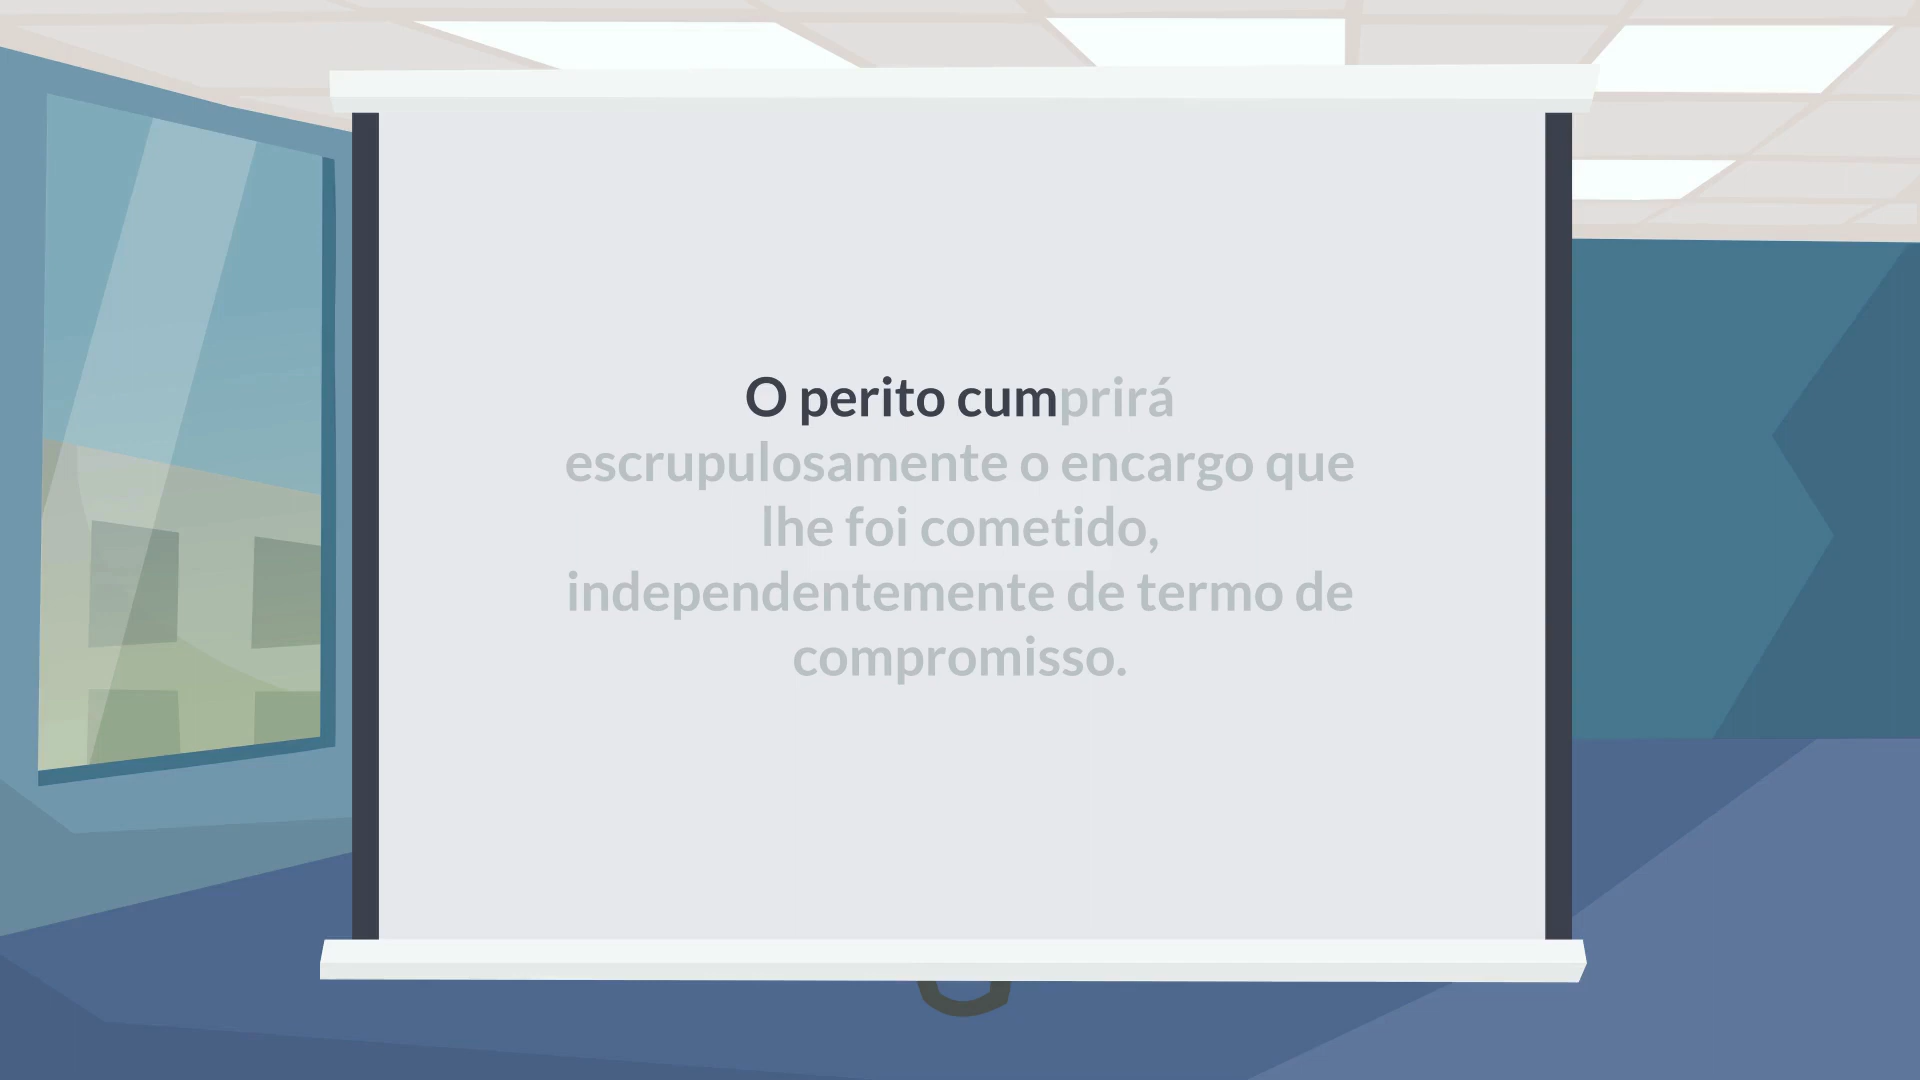 O perito cumprirá
escrupulosamente o encargo que
lhe foi cometido,
independentemente de termo de
compromisso.